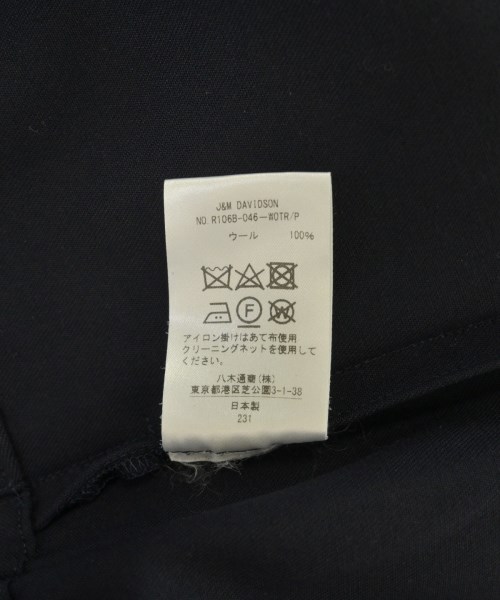 J&M DAVIDSON
NO.R106B-046-WOTR/P
ウール 100%
F W
アイロン掛けはあて布使用
クリーニングネットを使用して
ください。
八木通商(株)
東京都港区芝公園3-1-38
日本製
231